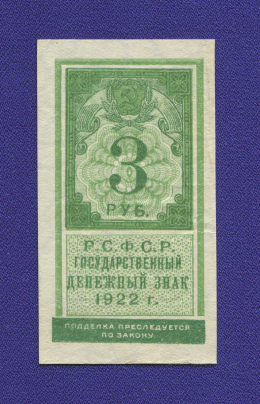 3
РУБ.
Р.С.Ф.С.Р.
ГОСУДАРСТВЕННЫЙ
ДЕНЕЖНЫЙ ЗНАК
1922 г.
ПОДДЕЛКА ПРЕСЛЕДУЕТСЯ
ПО ЗАКОНУ